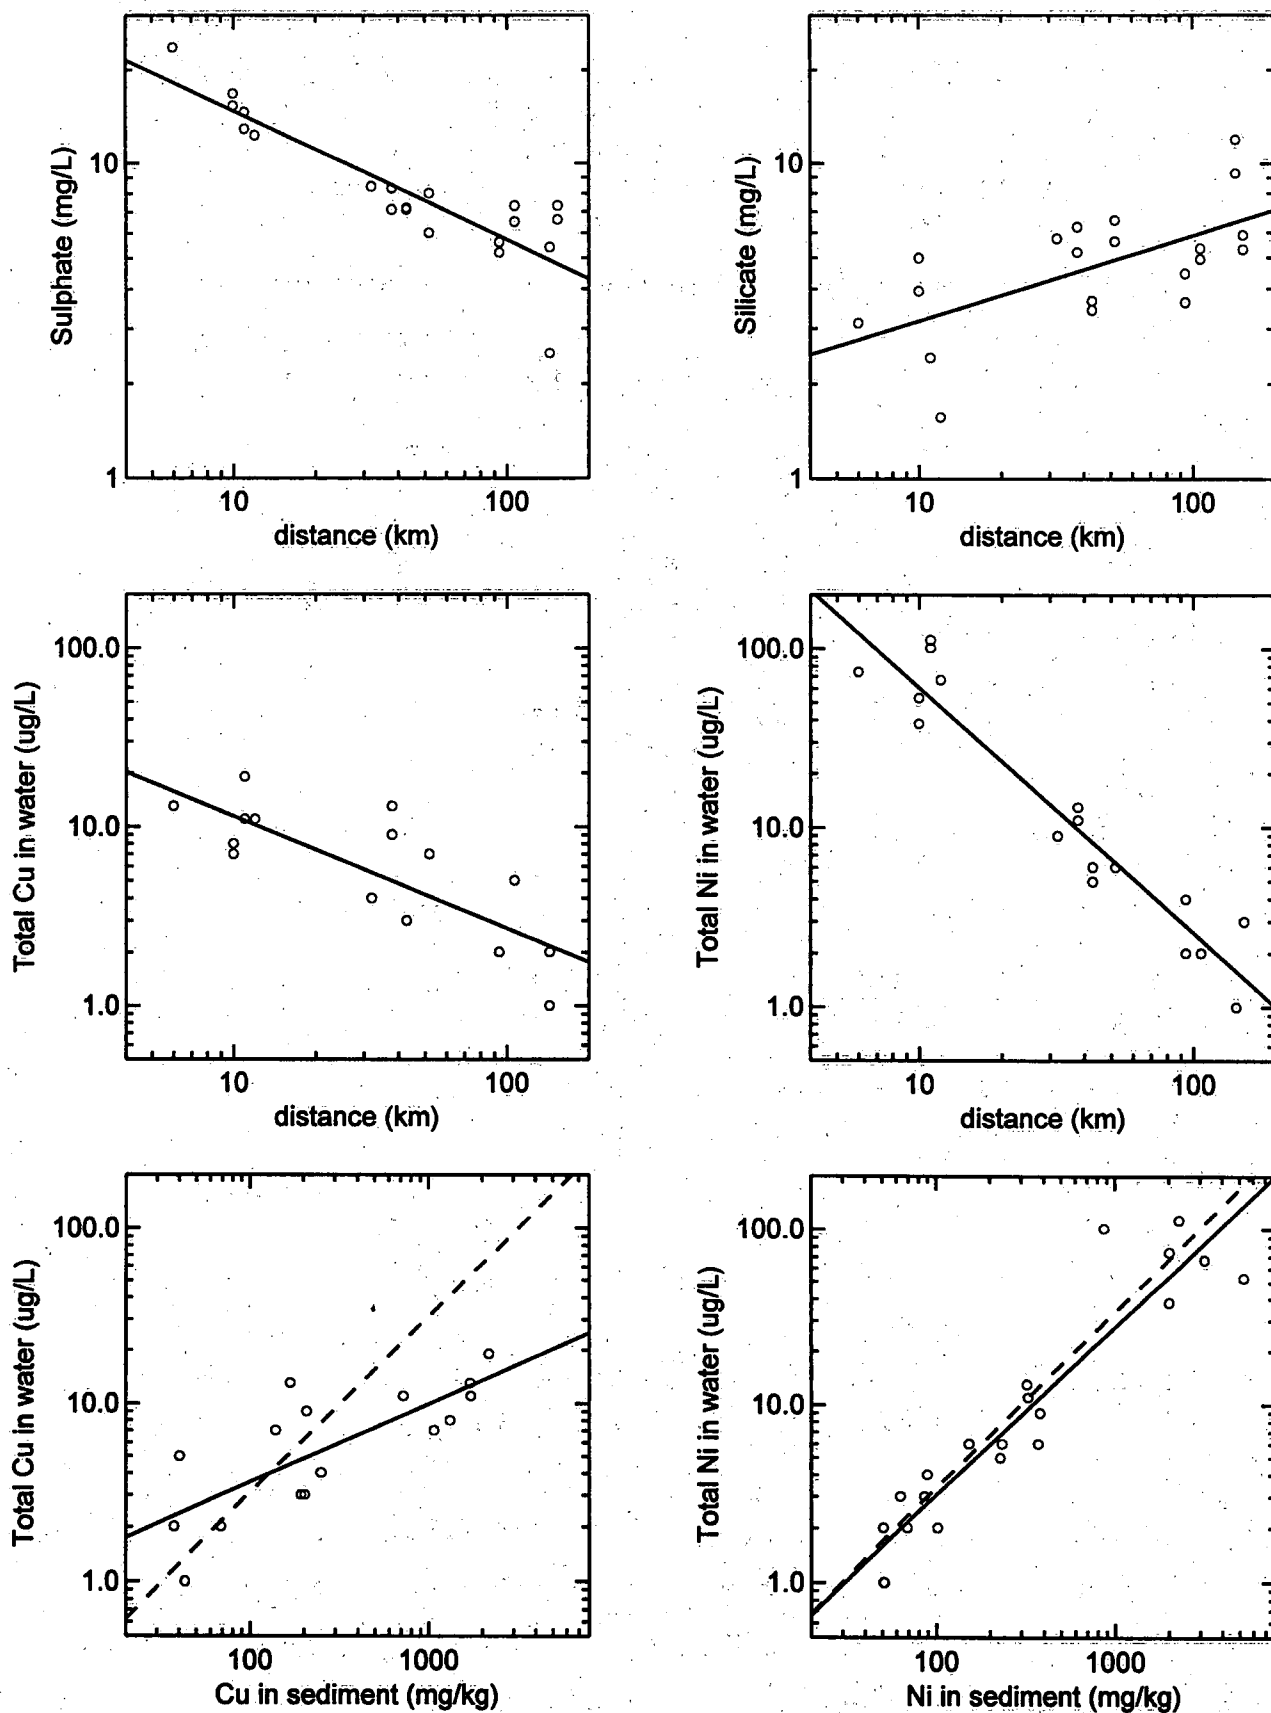 Sulphate (mg/L)
10
1
10
100
distance (km)
Silicate (mg/L)
10
1
10
100
distance (km)
Total Cu in water (ug/L)
100.0
10.0
1.0
10
100
distance (km)
Total Ni in water (ug/L)
100.0
10.0
1.0
10
100
distance (km)
Total Cu in water (ug/L)
100.0
10.0
1.0
100
1000
Cu in sediment (mg/kg)
Total Ni in water (ug/L)
100.0
10.0
1.0
100
1000
Ni in sediment (mg/kg)